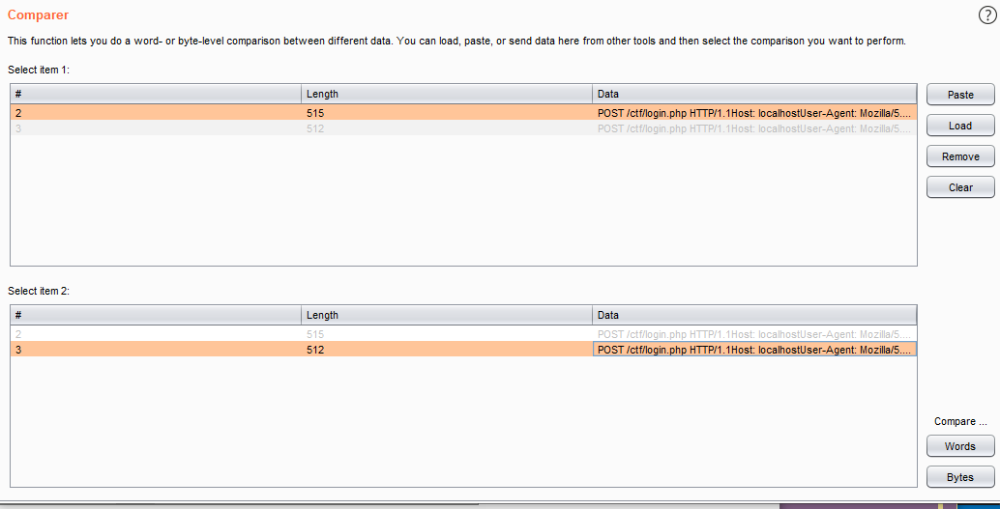 Comparer
?
This function lets you do a word- or byte-level comparison between different data. You can load, paste, or send data here from other tools and then select the comparison you want to perform.
Select item 1:
# Length Data
2 515 POST /ctf/login.php HTTP/1.1Host: localhostUser-Agent: Mozilla/5....
3 512 POST /ctf/login.php HTTP/1.1Host: localhostUser-Agent: Mozilla/5....
Paste
Load
Remove
Clear
Select item 2:
# Length Data
2 515 POST /ctf/login.php HTTP/1.1Host: localhostUser-Agent: Mozilla/5....
3 512 POST /ctf/login.php HTTP/1.1Host: localhostUser-Agent: Mozilla/5....
Compare ...
Words
Bytes